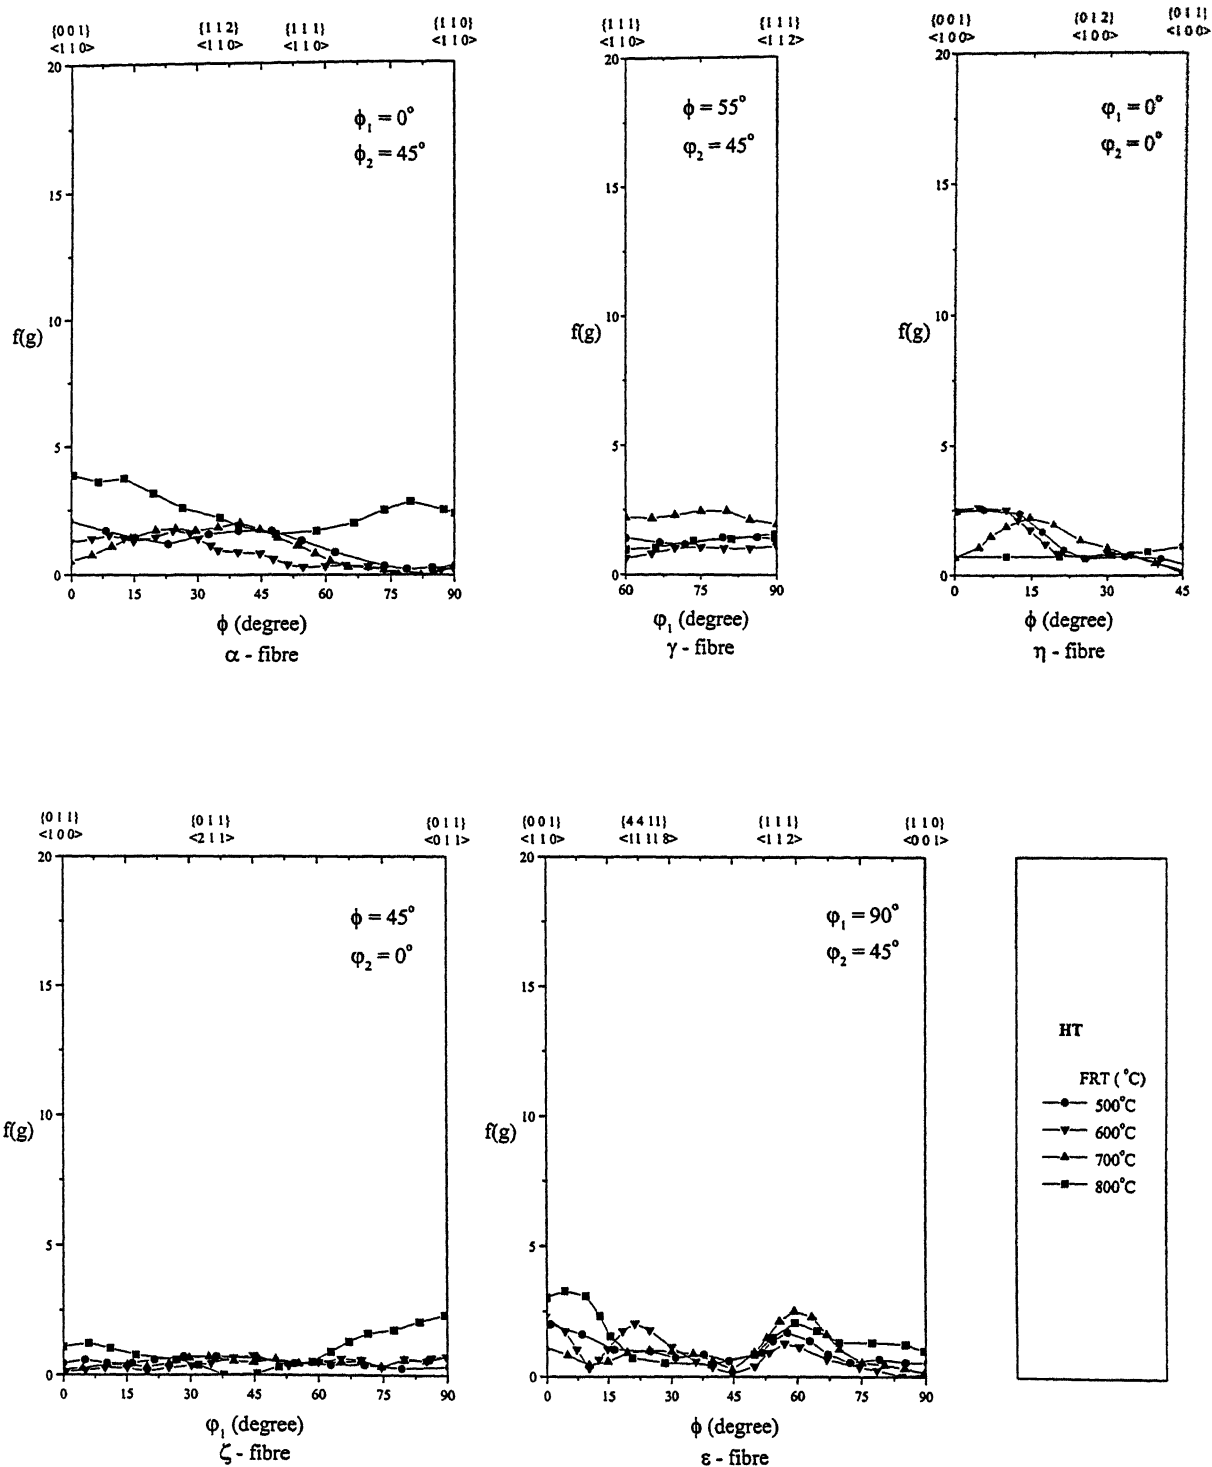 {0 0 1} {1 1 2} {1 1 1} {1 1 0}
<1 1 0> <1 1 0> <1 1 0> <1 1 0>
20
15
10
5
0
f(g)
ϕ₁ = 0°
ϕ₂ = 45°
0 15 30 45 60 75 90
ϕ (degree)
α - fibre
{1 1 1} {1 1 1}
<1 1 0> <1 1 2>
20
15
10
5
0
f(g)
ϕ = 55°
φ₂ = 45°
60 75 90
φ₁ (degree)
γ - fibre
{0 0 1} {0 1 2} {0 1 1}
<1 0 0> <1 0 0> <1 0 0>
20
15
10
5
0
f(g)
φ₁ = 0°
φ₂ = 0°
0 15 30 45
ϕ (degree)
η - fibre
{0 1 1} {0 1 1} {0 1 1}
<1 0 0> <2 1 1> <0 1 1>
20
15
10
5
0
f(g)
ϕ = 45°
φ₂ = 0°
0 15 30 45 60 75 90
φ₁ (degree)
ζ - fibre
{0 0 1} {4 4 11} {1 1 1} {1 1 0}
<1 1 0> <11 11 8> <1 1 2> <0 0 1>
20
15
10
5
0
f(g)
φ₁ = 90°
φ₂ = 45°
0 15 30 45 60 75 90
ϕ (degree)
ε - fibre
HT
FRT (°C)
500°C
600°C
700°C
800°C